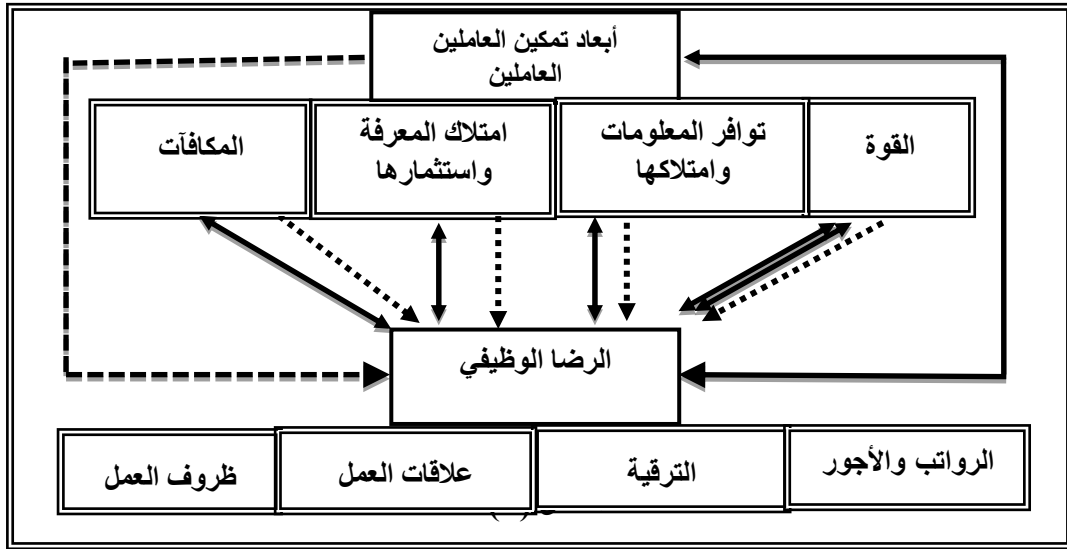 أبعاد تمكين العاملين
العاملين
القوة
توافر المعلومات
وامتلاكها
امتلاك المعرفة
واستثمارها
المكافآت
الرضا الوظيفي
الرواتب والأجور
الترقية
علاقات العمل
ظروف العمل